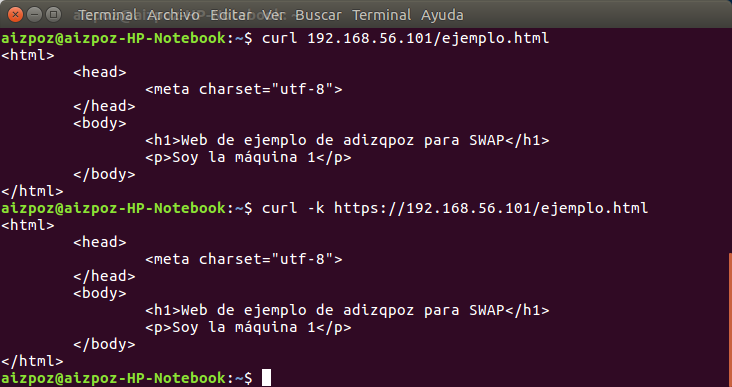 Terminal Archivo Editar Ver Buscar Terminal Ayuda
aizpoz@aizpoz-HP-Notebook:~$ curl 192.168.56.101/ejemplo.html
<html>
<head>
<meta charset="utf-8">
</head>
<body>
<h1>Web de ejemplo de adizqpoz para SWAP</h1>
<p>Soy la máquina 1</p>
</body>
</html>
aizpoz@aizpoz-HP-Notebook:~$ curl -k https://192.168.56.101/ejemplo.html
<html>
<head>
<meta charset="utf-8">
</head>
<body>
<h1>Web de ejemplo de adizqpoz para SWAP</h1>
<p>Soy la máquina 1</p>
</body>
</html>
aizpoz@aizpoz-HP-Notebook:~$